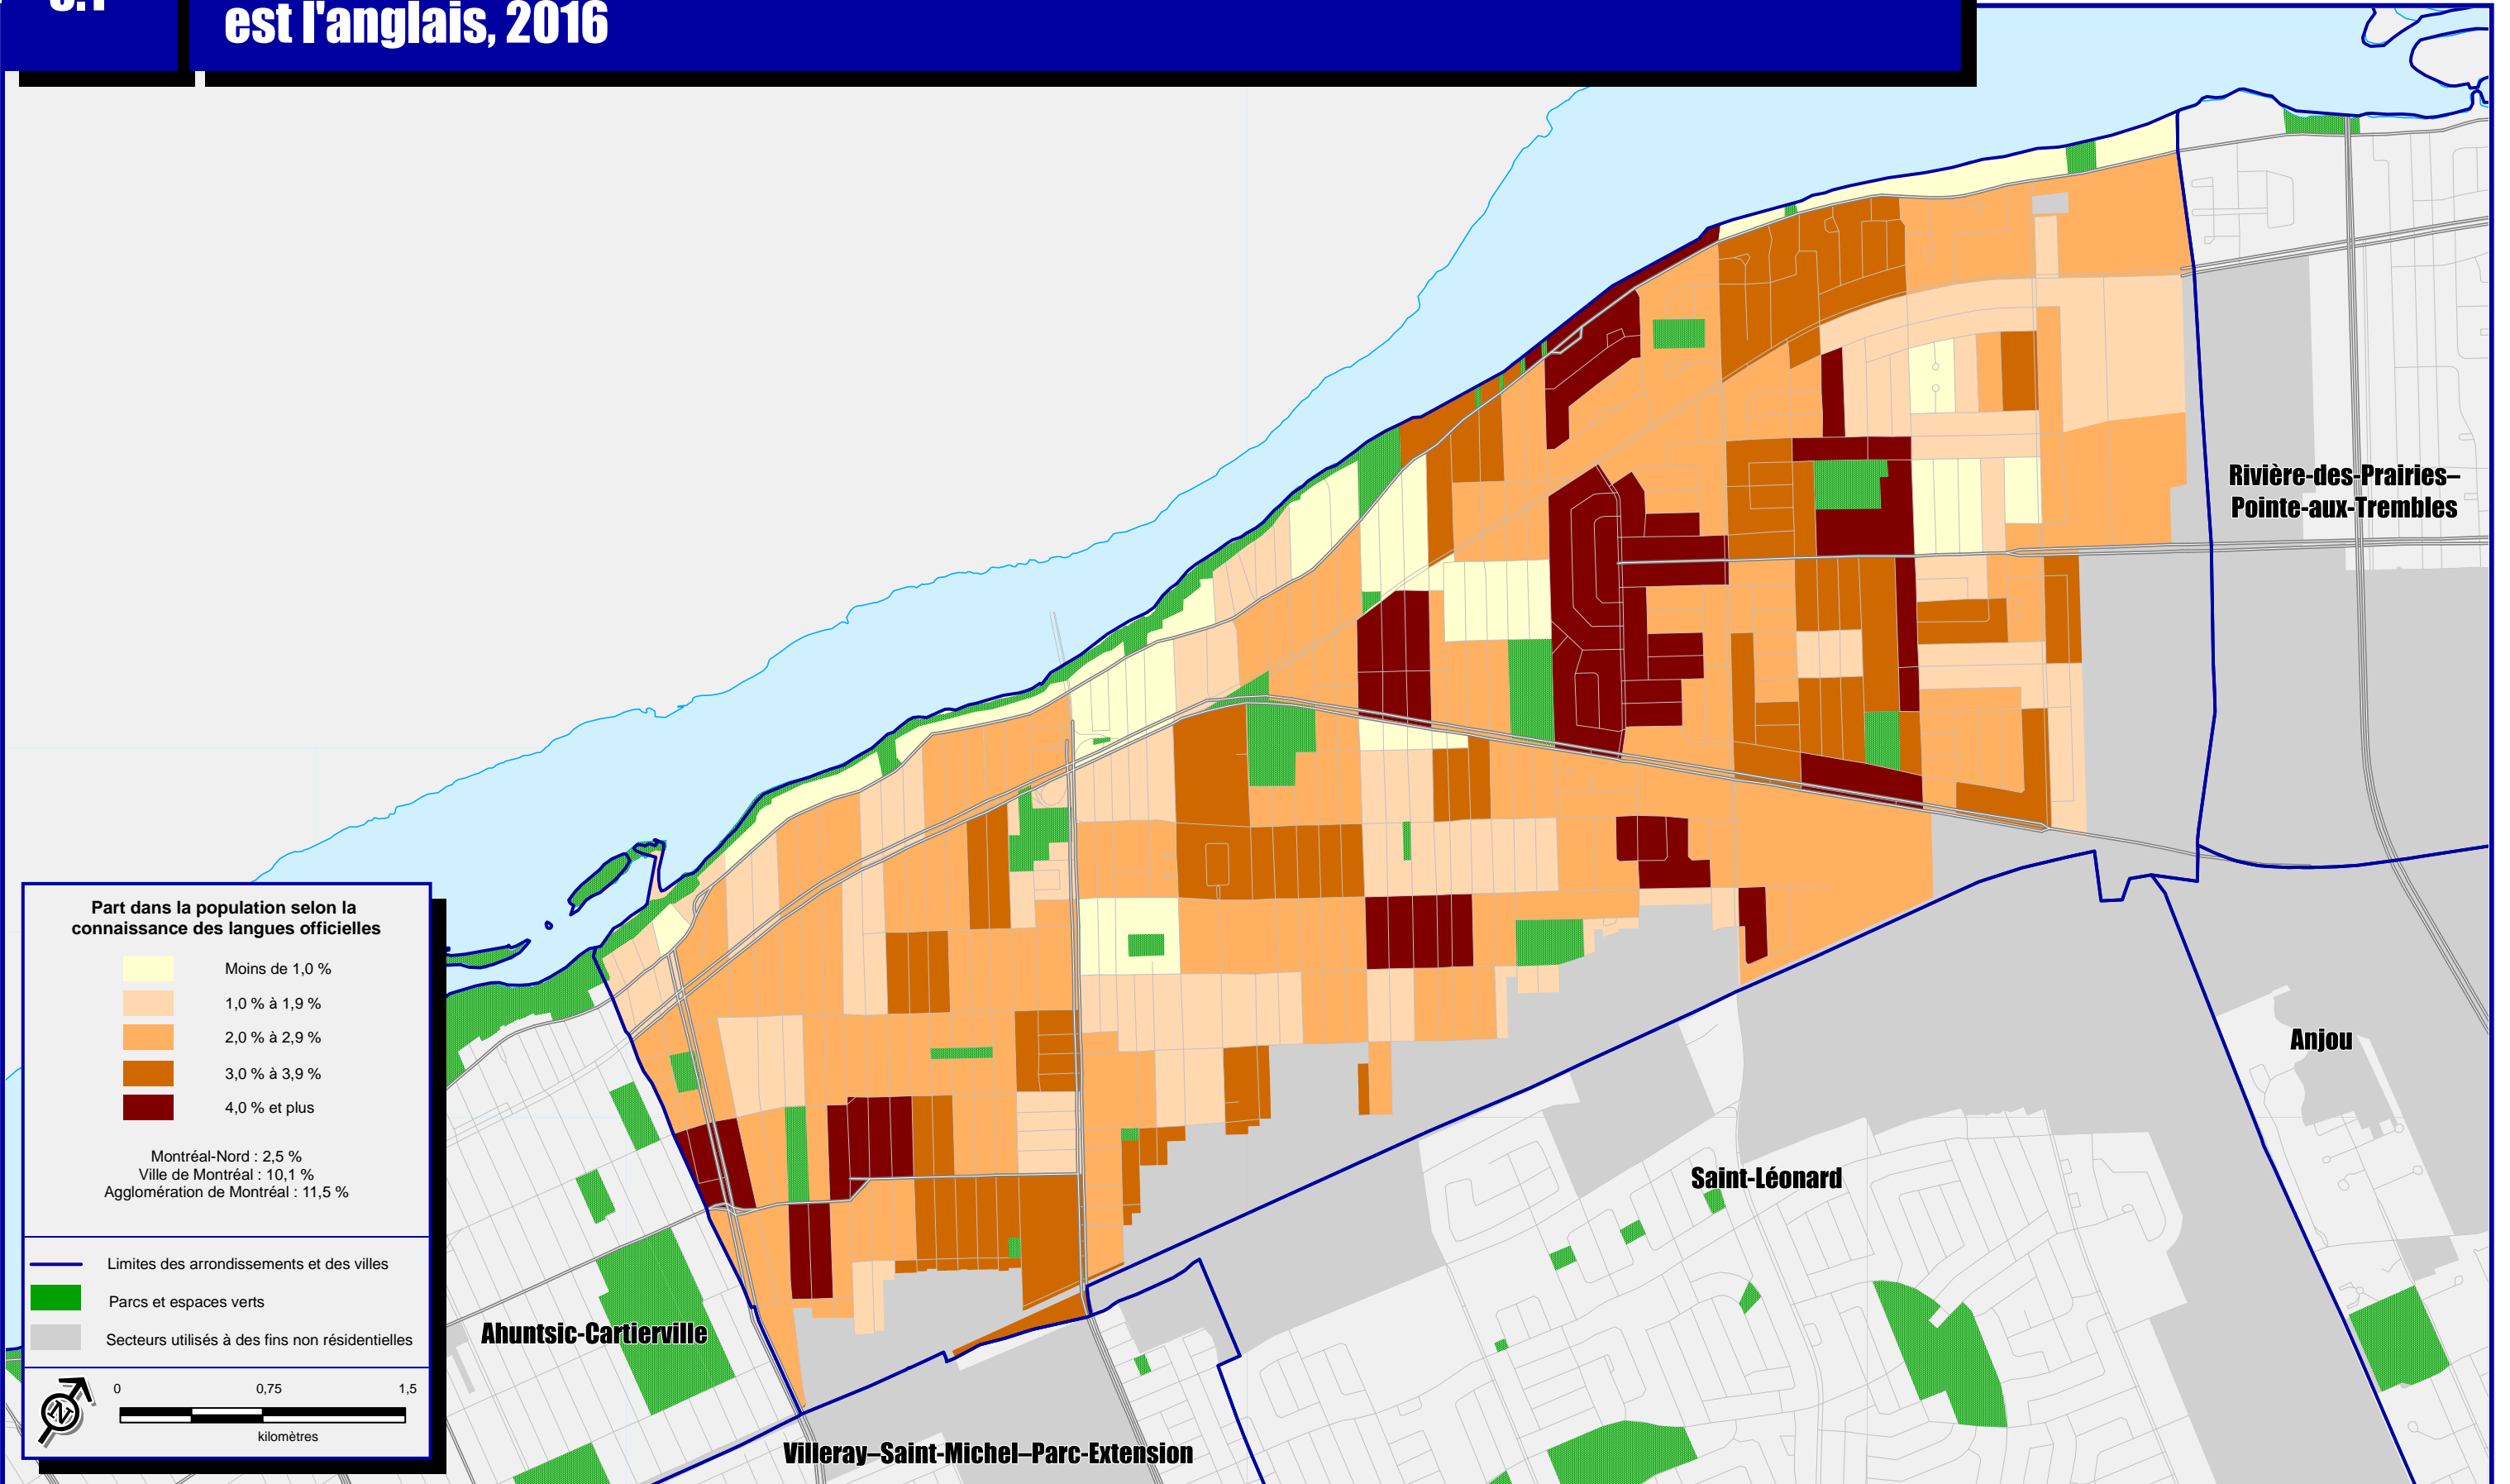 est l'anglais, 2016
Rivière-des-Prairies–
Pointe-aux-Trembles
Anjou
Saint-Léonard
Ahuntsic-Cartierville
Villeray–Saint-Michel–Parc-Extension
Part dans la population selon la
connaissance des langues officielles
Moins de 1,0 %
1,0 % à 1,9 %
2,0 % à 2,9 %
3,0 % à 3,9 %
4,0 % et plus
Montréal-Nord : 2,5 %
Ville de Montréal : 10,1 %
Agglomération de Montréal : 11,5 %
Limites des arrondissements et des villes
Parcs et espaces verts
Secteurs utilisés à des fins non résidentielles
N
0 0,75 1,5
kilomètres